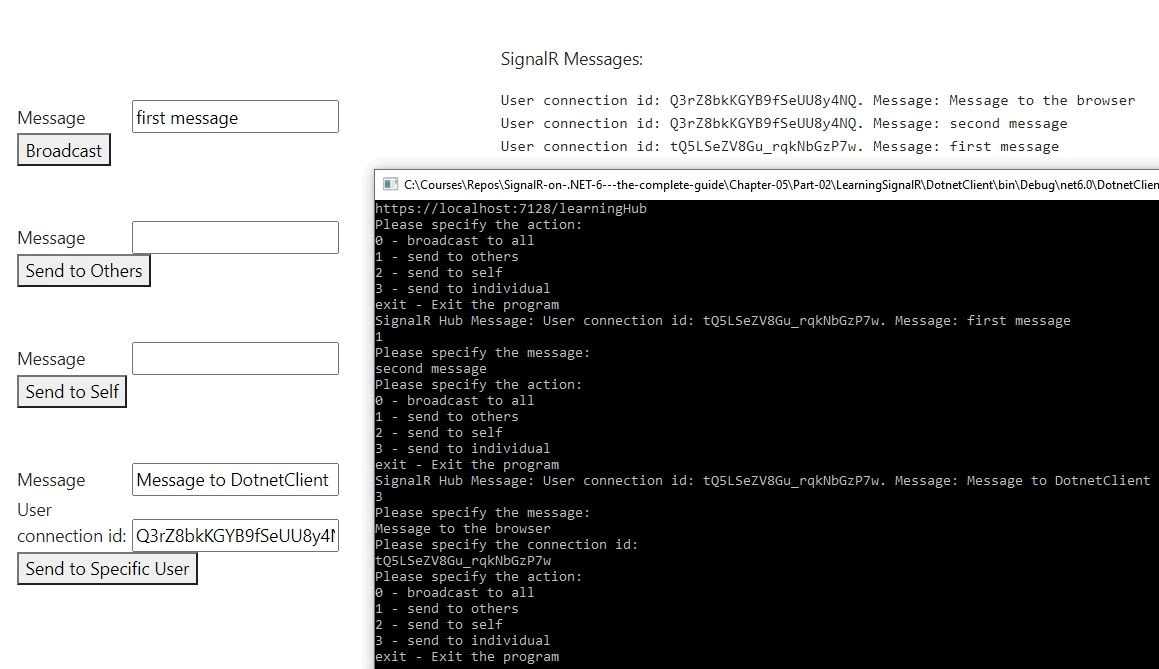 SignalR Messages:
User connection id: Q3rZ8bkKGYB9fSeUU8y4NQ. Message: Message to the browser
User connection id: Q3rZ8bkKGYB9fSeUU8y4NQ. Message: second message
User connection id: tQ5LSeZV8Gu_rqkNbGzP7w. Message: first message
Message first message
Broadcast
Message
Send to Others
Message
Send to Self
Message Message to DotnetClient
User
connection id: Q3rZ8bkKGYB9fSeUU8y4N
Send to Specific User
C:\Courses\Repos\SignalR-on-.NET-6---the-complete-guide\Chapter-05\Part-02\LearningSignalR\DotnetClient\bin\Debug\net6.0\DotnetClien
https://localhost:7128/learningHub
Please specify the action:
0 - broadcast to all
1 - send to others
2 - send to self
3 - send to individual
exit - Exit the program
SignalR Hub Message: User connection id: tQ5LSeZV8Gu_rqkNbGzP7w. Message: first message
1
Please specify the message:
second message
Please specify the action:
0 - broadcast to all
1 - send to others
2 - send to self
3 - send to individual
exit - Exit the program
SignalR Hub Message: User connection id: tQ5LSeZV8Gu_rqkNbGzP7w. Message: Message to DotnetClient
3
Please specify the message:
Message to the browser
Please specify the connection id:
tQ5LSeZV8Gu_rqkNbGzP7w
Please specify the action:
0 - broadcast to all
1 - send to others
2 - send to self
3 - send to individual
exit - Exit the program